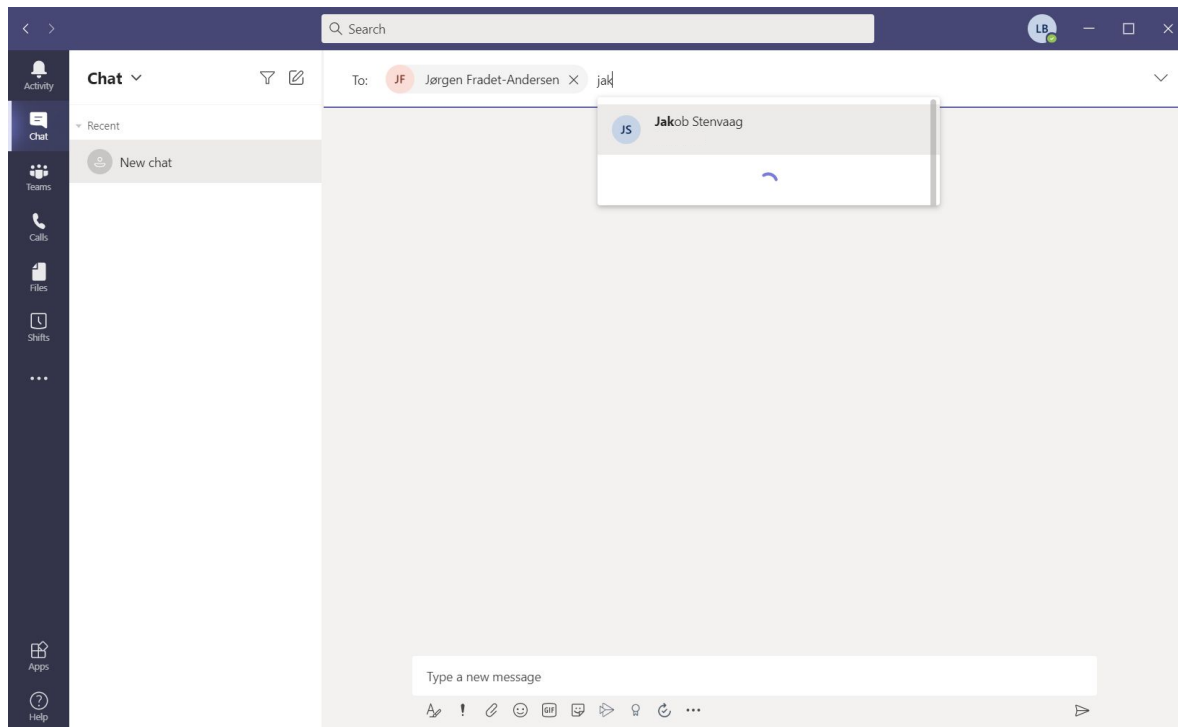 Search
LB
Activity
Chat
Teams
Calls
Files
Shifts
Apps
Help
Chat
Recent
New chat
To:
JF Jørgen Fradet-Andersen jak
JS Jakob Stenvaag
Type a new message
GIF